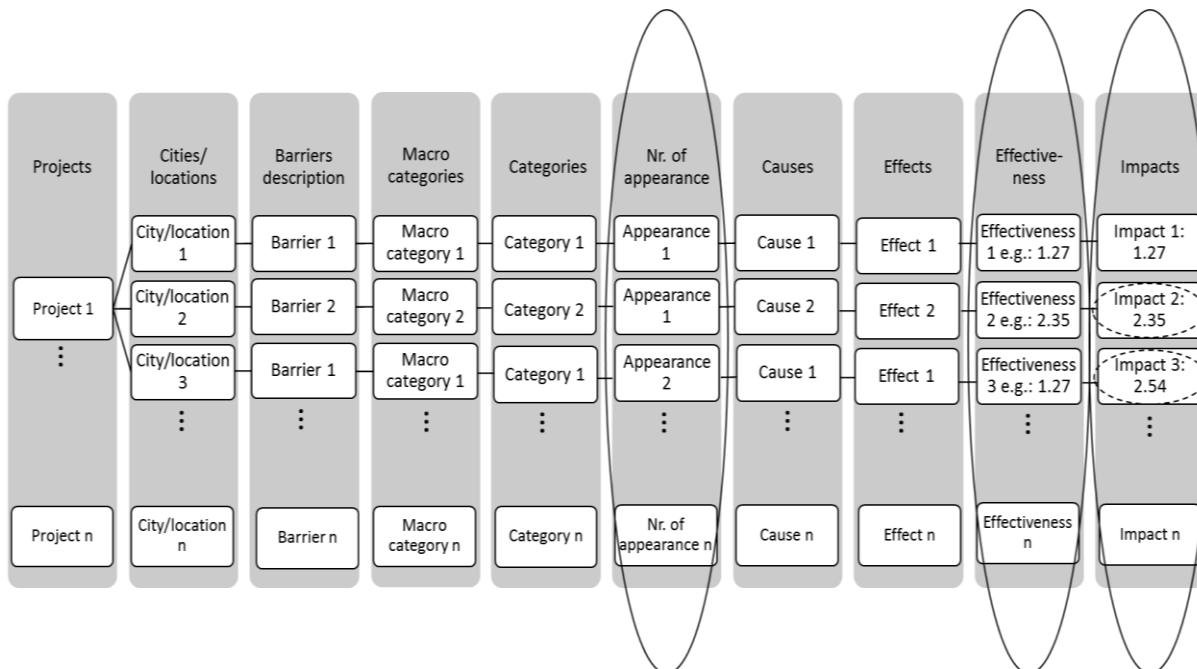 Projects
Cities/
locations
Barriers
description
Macro
categories
Categories
Nr. of
appearance
Causes
Effects
Effective-
ness
Impacts
Project 1
City/location
1
Barrier 1
Macro
category 1
Category 1
Appearance
1
Cause 1
Effect 1
Effectiveness
1 e.g.: 1.27
Impact 1:
1.27
City/location
2
Barrier 2
Macro
category 2
Category 2
Appearance
1
Cause 2
Effect 2
Effectiveness
2 e.g.: 2.35
Impact 2:
2.35
City/location
3
Barrier 1
Macro
category 1
Category 1
Appearance
2
Cause 1
Effect 1
Effectiveness
3 e.g.: 1.27
Impact 3:
2.54
Project n
City/location
n
Barrier n
Macro
category n
Category n
Nr. of
appearance n
Cause n
Effect n
Effectiveness
n
Impact n